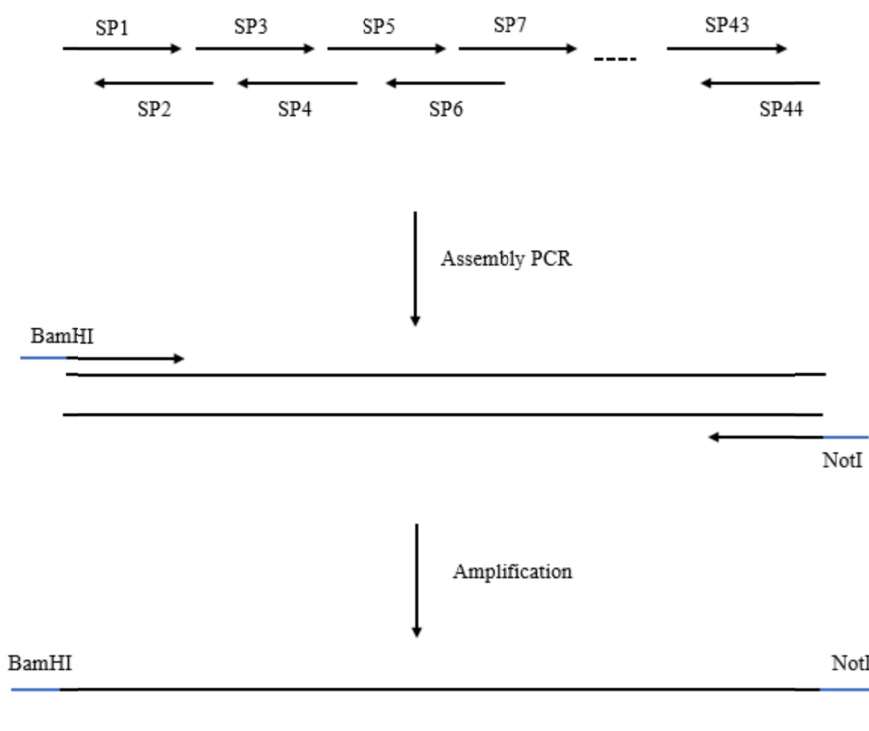 SP1 SP3 SP5 SP7 SP43
SP2 SP4 SP6 SP44
Assembly PCR
BamHI
NotI
Amplification
BamHI NotI